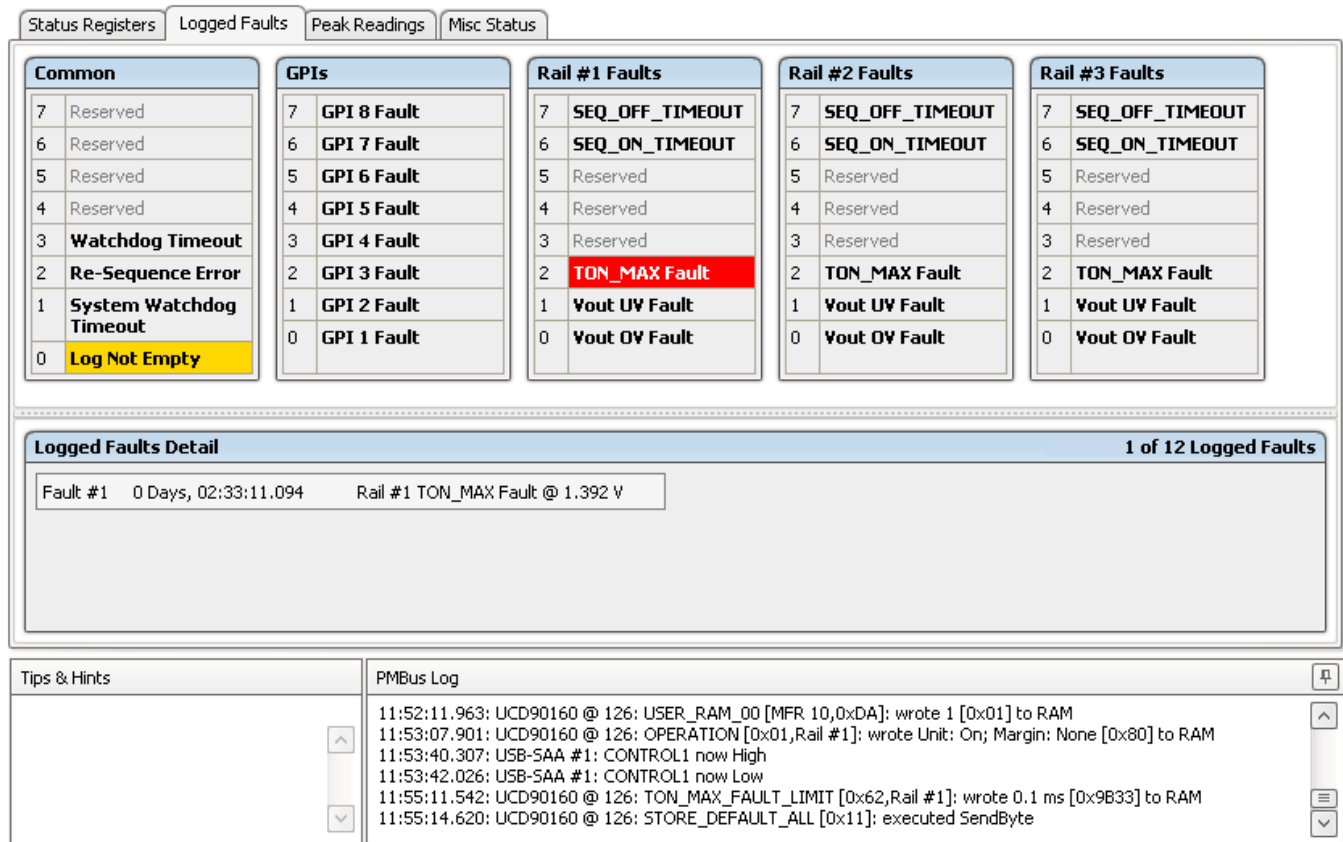 Status Registers Logged Faults Peak Readings Misc Status
Common
7 Reserved
6 Reserved
5 Reserved
4 Reserved
3 Watchdog Timeout
2 Re-Sequence Error
1 System Watchdog
Timeout
0 Log Not Empty
GPIs
7 GPI 8 Fault
6 GPI 7 Fault
5 GPI 6 Fault
4 GPI 5 Fault
3 GPI 4 Fault
2 GPI 3 Fault
1 GPI 2 Fault
0 GPI 1 Fault
Rail #1 Faults
7 SEQ_OFF_TIMEOUT
6 SEQ_ON_TIMEOUT
5 Reserved
4 Reserved
3 Reserved
2 TON_MAX Fault
1 Vout UV Fault
0 Vout OV Fault
Rail #2 Faults
7 SEQ_OFF_TIMEOUT
6 SEQ_ON_TIMEOUT
5 Reserved
4 Reserved
3 Reserved
2 TON_MAX Fault
1 Vout UV Fault
0 Vout OV Fault
Rail #3 Faults
7 SEQ_OFF_TIMEOUT
6 SEQ_ON_TIMEOUT
5 Reserved
4 Reserved
3 Reserved
2 TON_MAX Fault
1 Vout UV Fault
0 Vout OV Fault
Logged Faults Detail 1 of 12 Logged Faults
Fault #1 0 Days, 02:33:11.094 Rail #1 TON_MAX Fault @ 1.392 V
Tips & Hints
PMBus Log
11:52:11.963: UCD90160 @ 126: USER_RAM_00 [MFR 10,0xDA]: wrote 1 [0x01] to RAM
11:53:07.901: UCD90160 @ 126: OPERATION [0x01,Rail #1]: wrote Unit: On; Margin: None [0x80] to RAM
11:53:40.307: USB-SAA #1: CONTROL1 now High
11:53:42.026: USB-SAA #1: CONTROL1 now Low
11:55:11.542: UCD90160 @ 126: TON_MAX_FAULT_LIMIT [0x62,Rail #1]: wrote 0.1 ms [0x9B33] to RAM
11:55:14.620: UCD90160 @ 126: STORE_DEFAULT_ALL [0x11]: executed SendByte